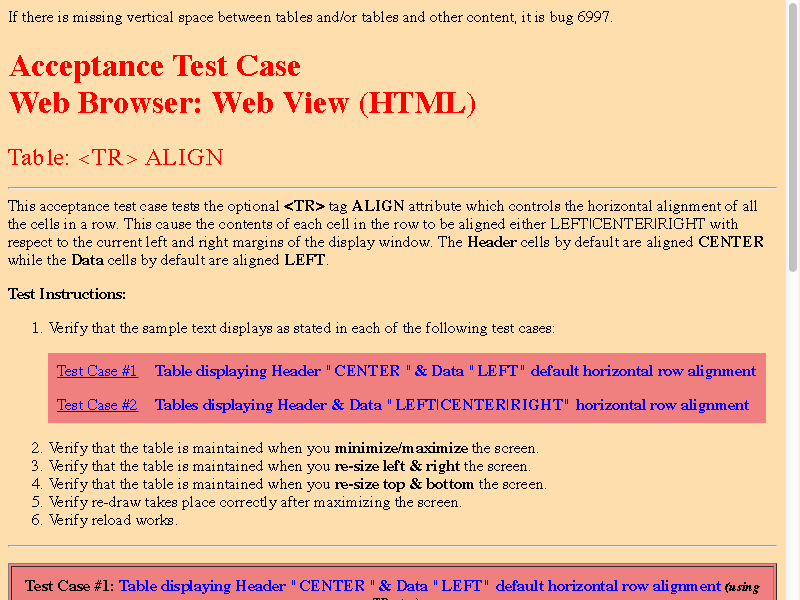 If there is missing vertical space between tables and/or tables and other content, it is bug 6997.
Acceptance Test Case
Web Browser: Web View (HTML)
Table: <TR> ALIGN
This acceptance test case tests the optional <TR> tag ALIGN attribute which controls the horizontal alignment of all
the cells in a row. This cause the contents of each cell in the row to be aligned either LEFT|CENTER|RIGHT with
respect to the current left and right margins of the display window. The Header cells by default are aligned CENTER
while the Data cells by default are aligned LEFT.
Test Instructions:
1. Verify that the sample text displays as stated in each of the following test cases:
Test Case #1 Table displaying Header "CENTER " & Data "LEFT" default horizontal row alignment
Test Case #2 Tables displaying Header & Data "LEFT|CENTER|RIGHT" horizontal row alignment
2. Verify that the table is maintained when you minimize/maximize the screen.
3. Verify that the table is maintained when you re-size left & right the screen.
4. Verify that the table is maintained when you re-size top & bottom the screen.
5. Verify re-draw takes place correctly after maximizing the screen.
6. Verify reload works.
Test Case #1: Table displaying Header "CENTER " & Data "LEFT" default horizontal row alignment (using